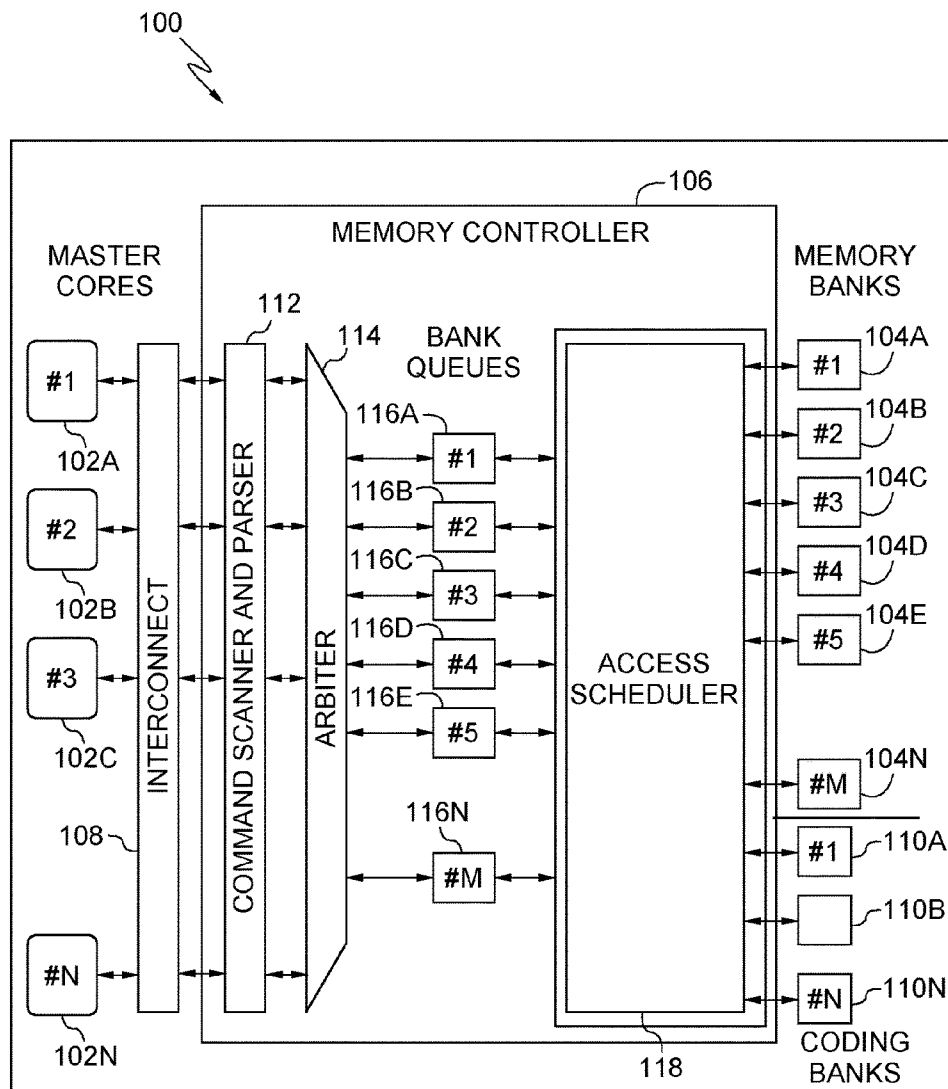 100
106
MEMORY CONTROLLER
MASTER
CORES
#1
102A
#2
102B
#3
102C
#N
102N
INTERCONNECT
108
112
COMMAND SCANNER AND PARSER
114
ARBITER
BANK
QUEUES
116A
#1
116B
#2
116C
#3
116D
#4
116E
#5
116N
#M
ACCESS
SCHEDULER
118
MEMORY
BANKS
#1
104A
#2
104B
#3
104C
#4
104D
#5
104E
#M
104N
#1
110A
110B
#N
110N
CODING
BANKS